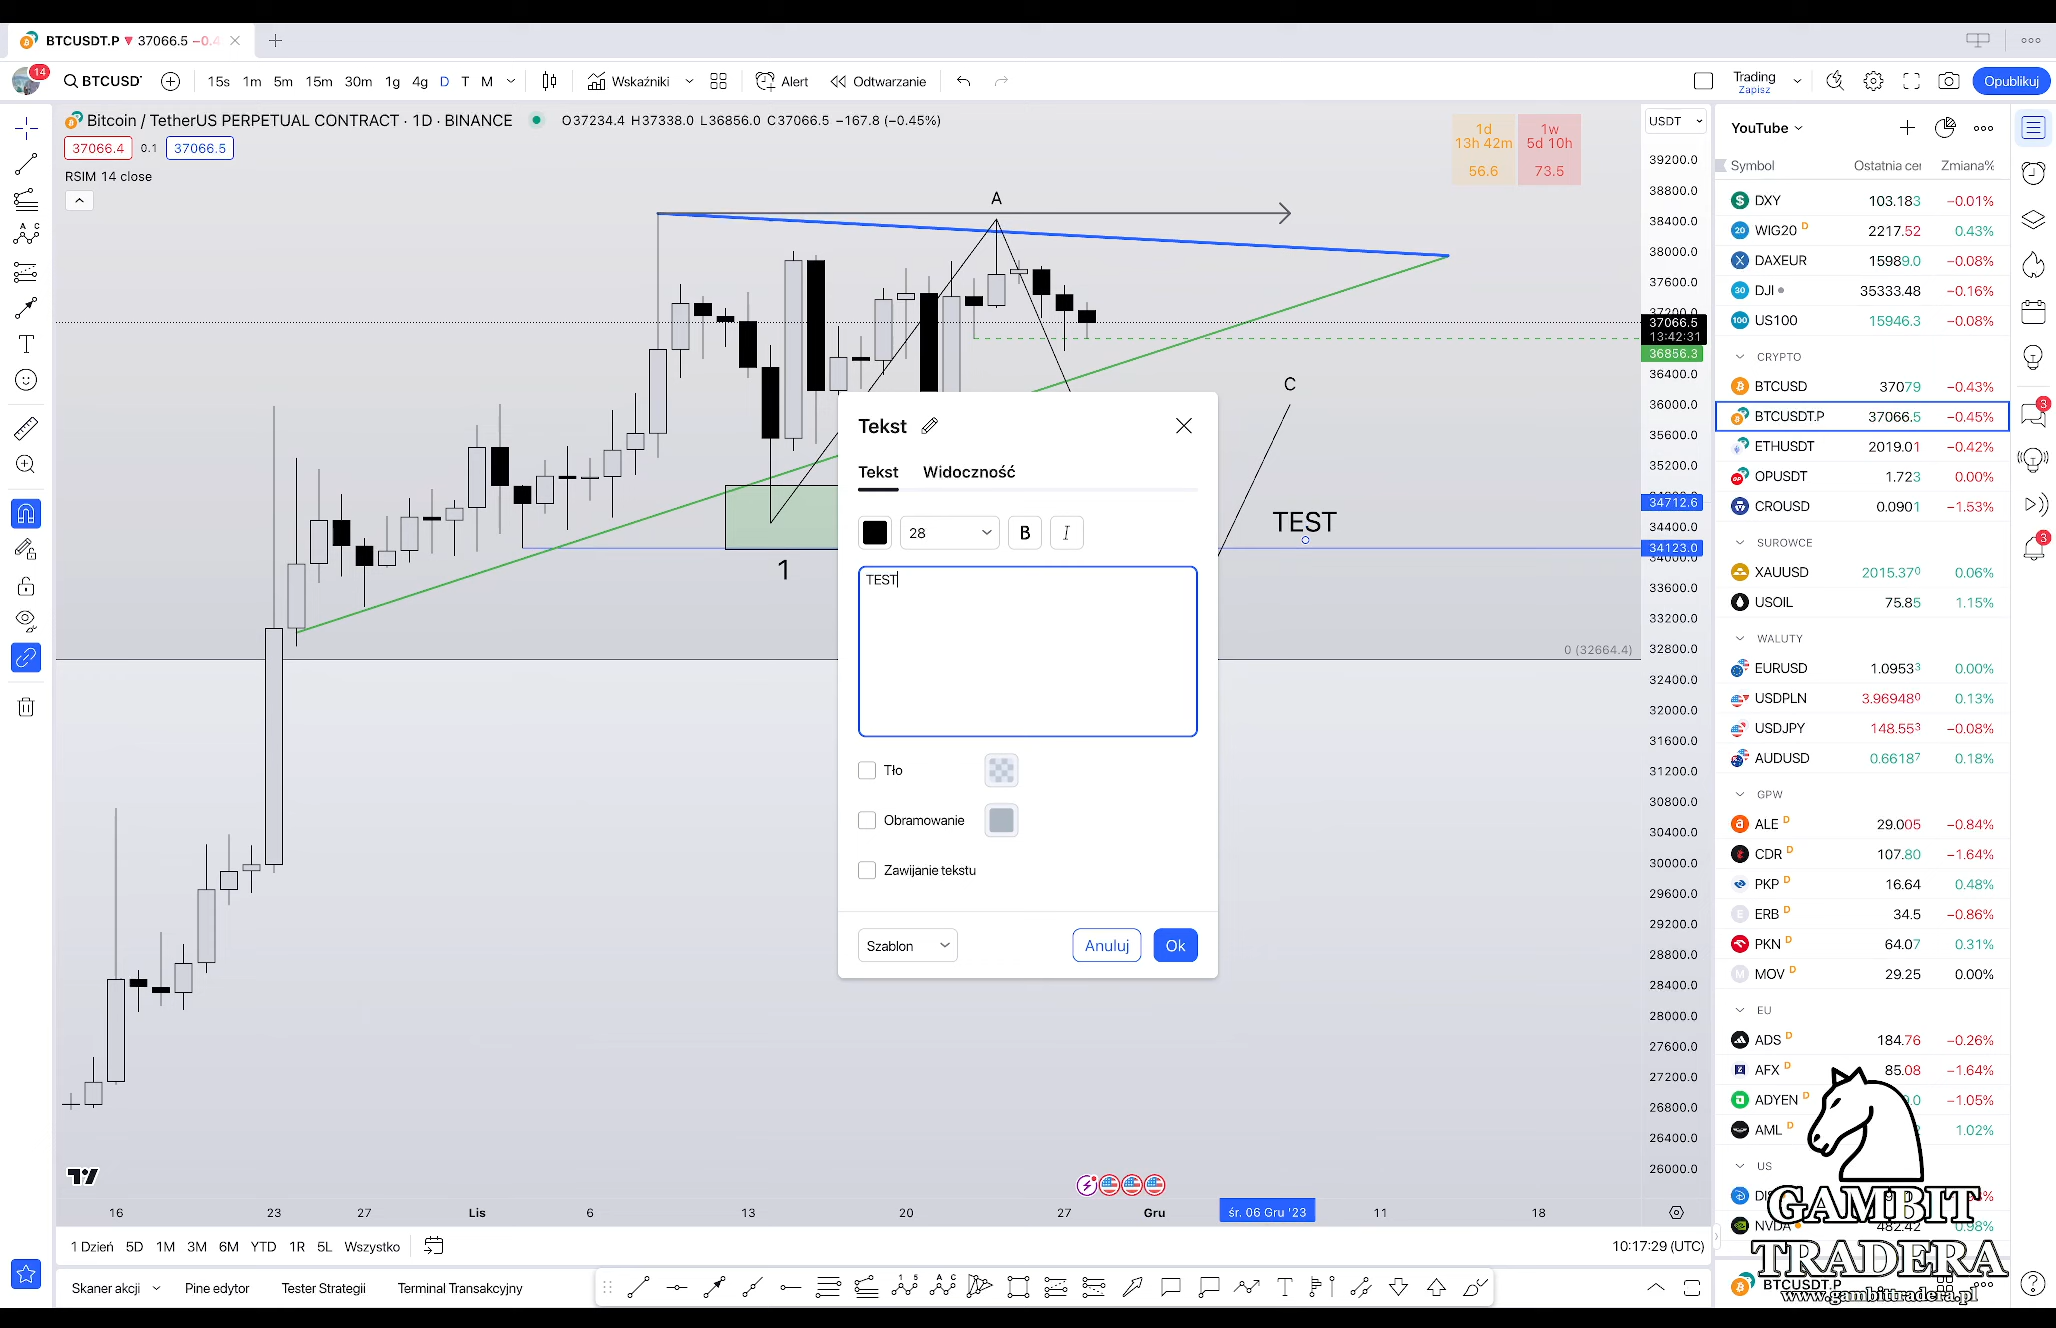 BTCUSDT.P ▼ 37066.5 −0.4
14 BTCUSDT 15s 1m 5m 15m 30m 1g 4g D T M Wskaźniki Alert Odtwarzanie Trading Zapisz Opublikuj
Bitcoin / TetherUS PERPETUAL CONTRACT · 1D · BINANCE O37234.4 H37338.0 L36856.0 C37066.5 −167.8 (−0.45%)
37066.4 0.1 37066.5
RSIM 14 close
1d 1w
13h 42m 5d 10h
56.6 73.5
A
C
TEST
1
0 (32664.4)
Tekst
Tekst Widoczność
28 B I
TEST
Tło
Obramowanie
Zawijanie tekstu
Szablon Anuluj Ok
USDT
39200.0
38800.0
38400.0
38000.0
37600.0
37066.5
13:42:31
36856.3
36400.0
36000.0
35600.0
35200.0
34712.6
34400.0
34123.0
33600.0
33200.0
32800.0
32400.0
32000.0
31600.0
31200.0
30800.0
30400.0
30000.0
29600.0
29200.0
28800.0
28400.0
28000.0
27600.0
27200.0
26800.0
26400.0
26000.0
16 23 27 Lis 6 13 20 27 Gru śr. 06 Gru '23 11 18
1 Dzień 5D 1M 3M 6M YTD 1R 5L Wszystko 10:17:29 (UTC)
Skaner akcji Pine edytor Tester Strategii Terminal Transakcyjny
YouTube
Symbol Ostatnia cer Zmiana%
DXY 103.183 −0.01%
WIG20 D 2217.52 0.43%
DAXEUR 15989.0 −0.08%
DJI 35333.48 −0.16%
US100 15946.3 −0.08%
CRYPTO
BTCUSD 37079 −0.43%
BTCUSDT.P 37066.5 −0.45%
ETHUSDT 2019.01 −0.42%
OPUSDT 1.723 0.00%
CROUSD 0.0901 −1.53%
SUROWCE
XAUUSD 2015.370 0.06%
USOIL 75.85 1.15%
WALUTY
EURUSD 1.09533 0.00%
USDPLN 3.969480 0.13%
USDJPY 148.553 −0.08%
AUDUSD 0.66187 0.18%
GPW
ALE D 29.005 −0.84%
CDR D 107.80 −1.64%
PKP D 16.64 0.48%
ERB D 34.5 −0.86%
PKN D 64.07 0.31%
MOV D 29.25 0.00%
EU
ADS D 184.76 −0.26%
AFX D 85.08 −1.64%
ADYEN D −1.05%
AML D 1.02%
US
NVDA 482.42 0.98%
GAMBIT
TRADERA
BTCUSDT.P
www.gambittradera.pl